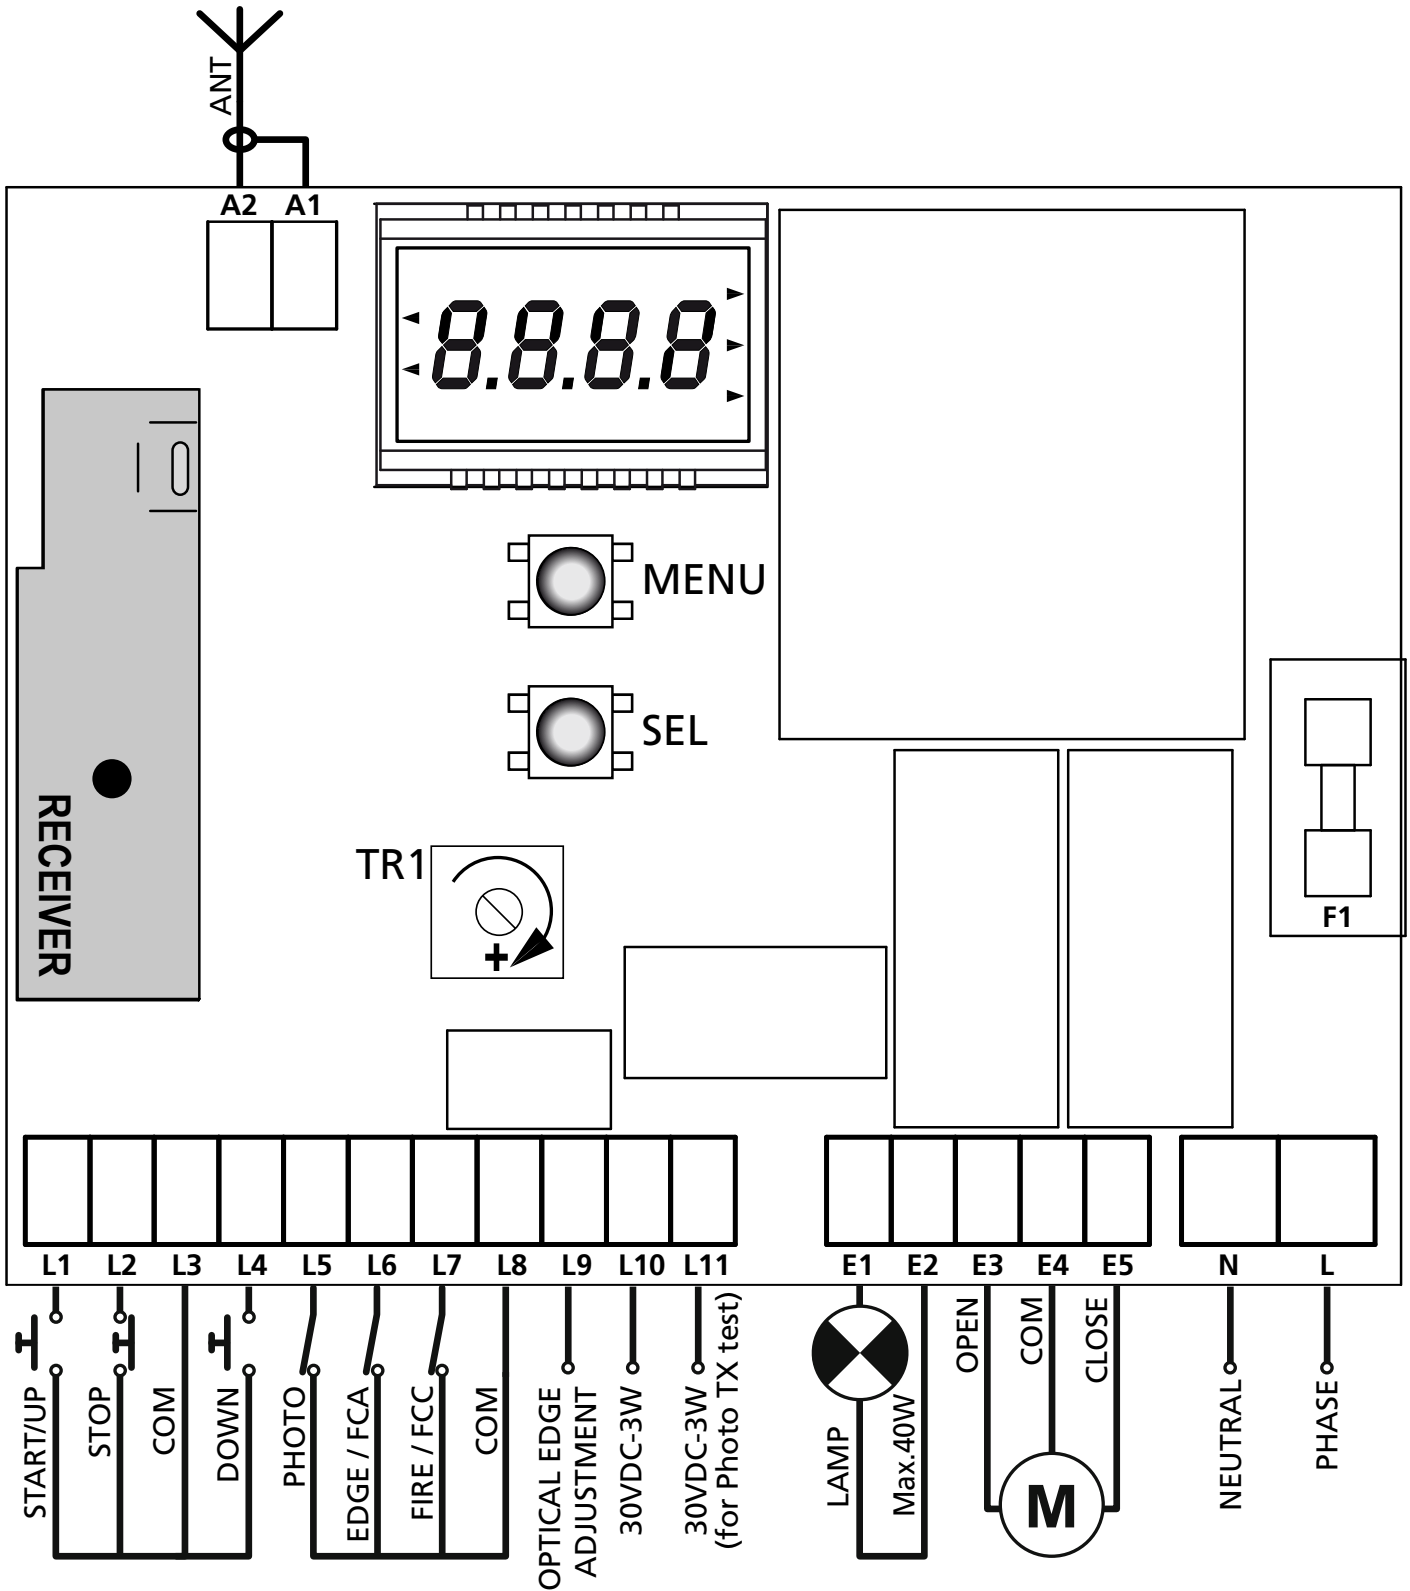 ANT
A2 A1
8.8.8.8
MENU
SEL
TR1
+
RECEIVER
F1
L1 L2 L3 L4 L5 L6 L7 L8 L9 L10 L11 E1 E2 E3 E4 E5 N L
START/UP
STOP
COM
DOWN
PHOTO
EDGE / FCA
FIRE / FCC
COM
OPTICAL EDGE
ADJUSTMENT
30VDC-3W
30VDC-3W
(for Photo TX test)
LAMP
Max.40W
OPEN
COM
CLOSE
M
NEUTRAL
PHASE